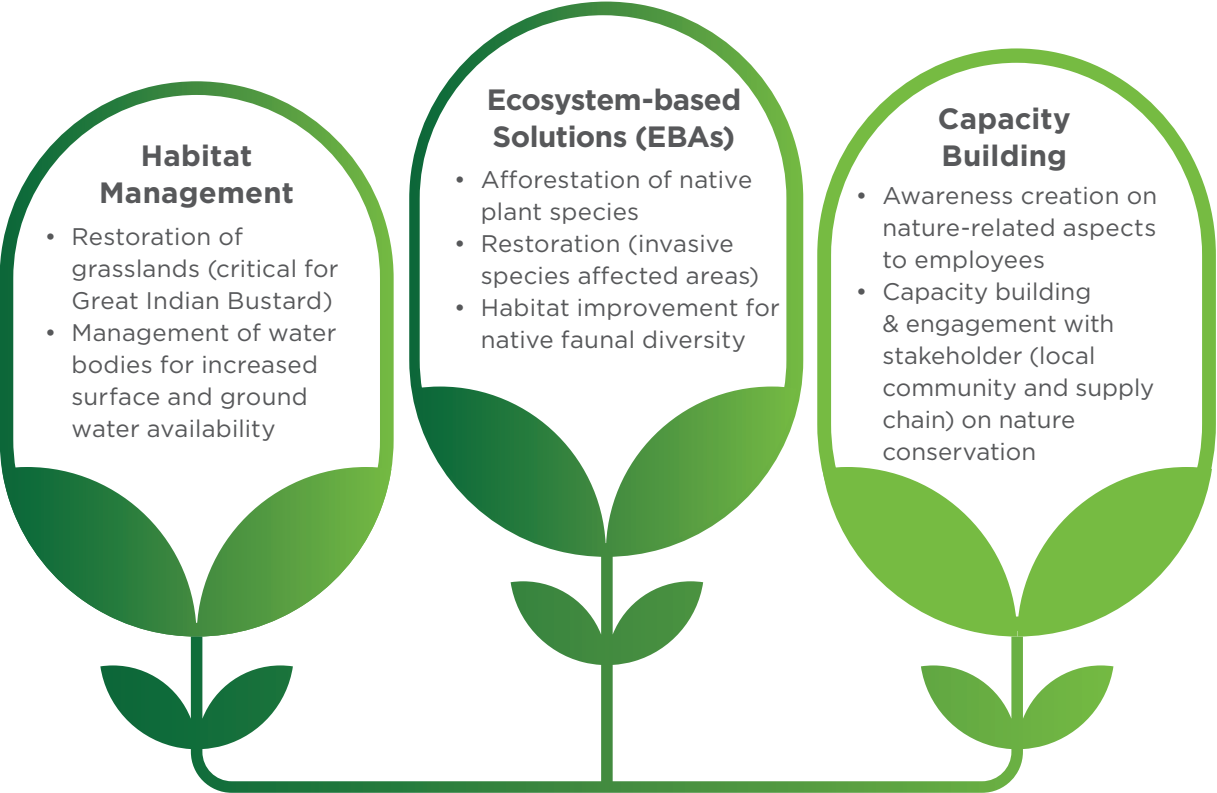 Habitat
Management
• Restoration of
grasslands (critical for
Great Indian Bustard)
• Management of water
bodies for increased
surface and ground
water availability
Ecosystem-based
Solutions (EBAs)
• Afforestation of native
plant species
• Restoration (invasive
species affected areas)
• Habitat improvement for
native faunal diversity
Capacity
Building
• Awareness creation on
nature-related aspects
to employees
• Capacity building
& engagement with
stakeholder (local
community and supply
chain) on nature
conservation